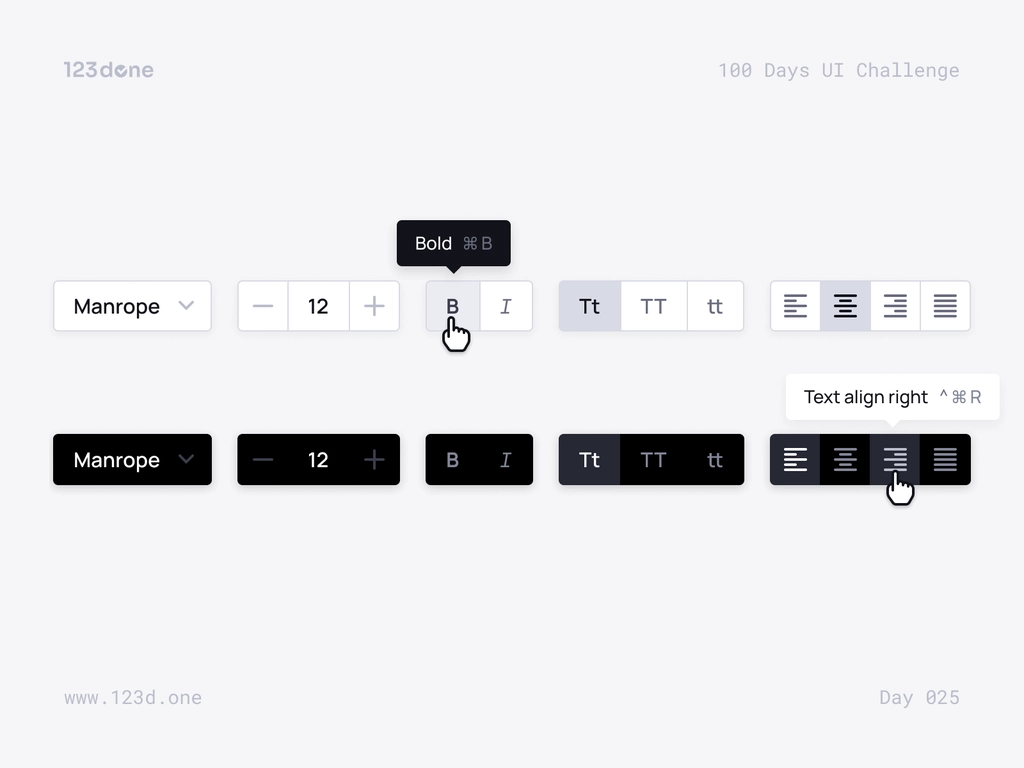 123done
100 Days UI Challenge
Bold ⌘ B
Manrope
12
B
I
Tt
TT
tt
Text align right ^ ⌘ R
Manrope
12
B
I
Tt
TT
tt
www.123d.one
Day 025